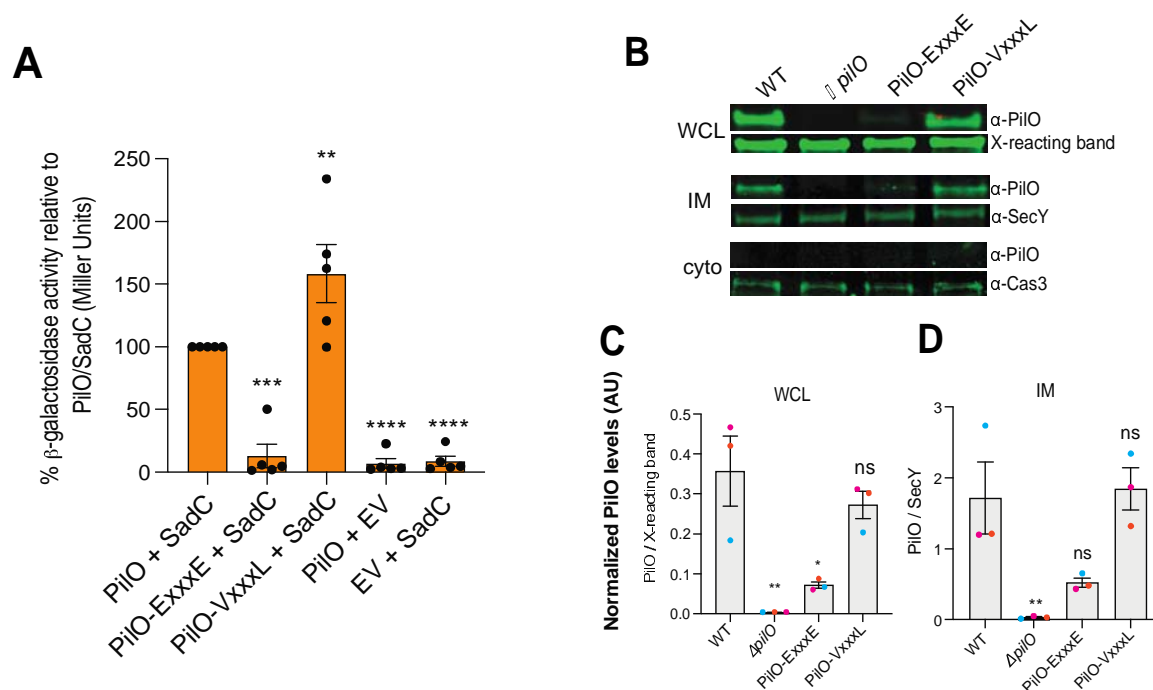 A
% β-galactosidase activity relative to
PilO/SadC (Miller Units)
250
200
150
100
50
0
**
***
****
****
PilO + SadC
PilO-ExxxE + SadC
PilO-VxxxL + SadC
PilO + EV
EV + SadC
B
WT
▯ pilO
PilO-ExxxE
PilO-VxxxL
WCL
α-PilO
X-reacting band
IM
α-PilO
α-SecY
cyto
α-PilO
α-Cas3
C
WCL
Normalized PilO levels (AU)
PilO / X-reacting band
0.5
0.4
0.3
0.2
0.1
0.0
**
*
ns
WT
ΔpilO
PilO-ExxxE
PilO-VxxxL
D
IM
PilO / SecY
3
2
1
0
**
ns
ns
WT
ΔpilO
PilO-ExxxE
PilO-VxxxL